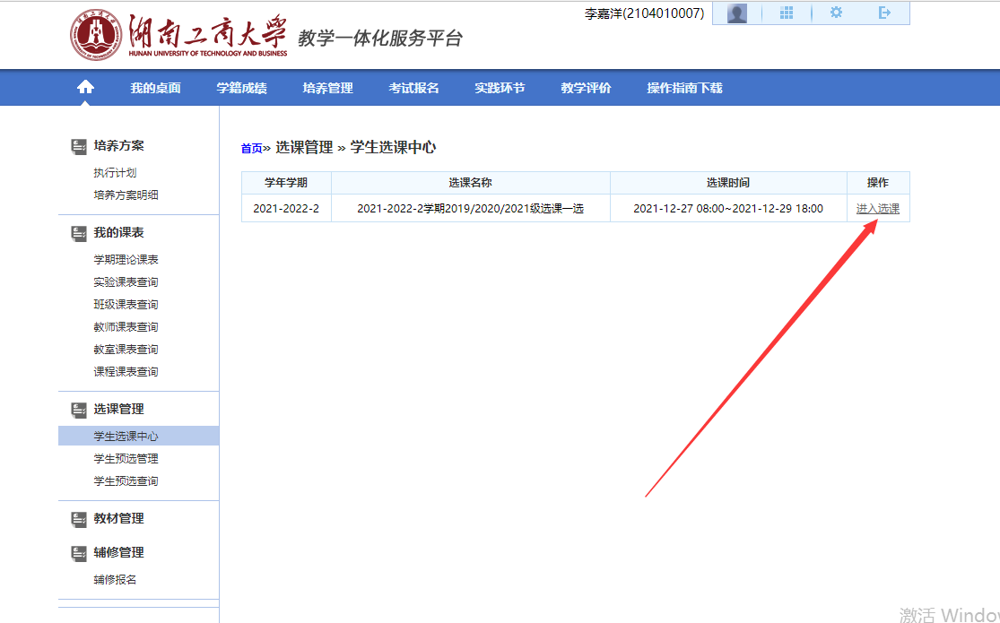 李嘉洋(2104010007)
湖南工商大学
HUNAN UNIVERSITY OF TECHNOLOGY AND BUSINESS
教学一体化服务平台
我的桌面 学籍成绩 培养管理 考试报名 实践环节 教学评价 操作指南下载
培养方案
执行计划
培养方案明细
我的课表
学期理论课表
实验课表查询
班级课表查询
教师课表查询
教室课表查询
课程课表查询
选课管理
学生选课中心
学生预选管理
学生预选查询
教材管理
辅修管理
辅修报名
首页» 选课管理 » 学生选课中心
学年学期 选课名称 选课时间 操作
2021-2022-2 2021-2022-2学期2019/2020/2021级选课一选 2021-12-27 08:00~2021-12-29 18:00 进入选课
激活 Windo